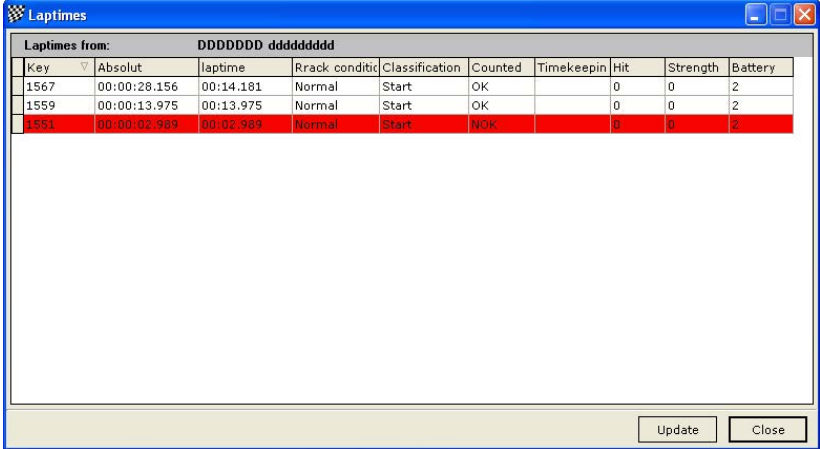 Laptimes
Laptimes from: DDDDDDD ddddddddd
Key Absolut laptime Rrack conditic Classification Counted Timekeepin Hit Strength Battery
1567 00:00:28.156 00:14.181 Normal Start OK 0 0 2
1559 00:00:13.975 00:13.975 Normal Start OK 0 0 2
1551 00:00:02.989 00:02.989 Normal Start NOK 0 0 2
Update Close